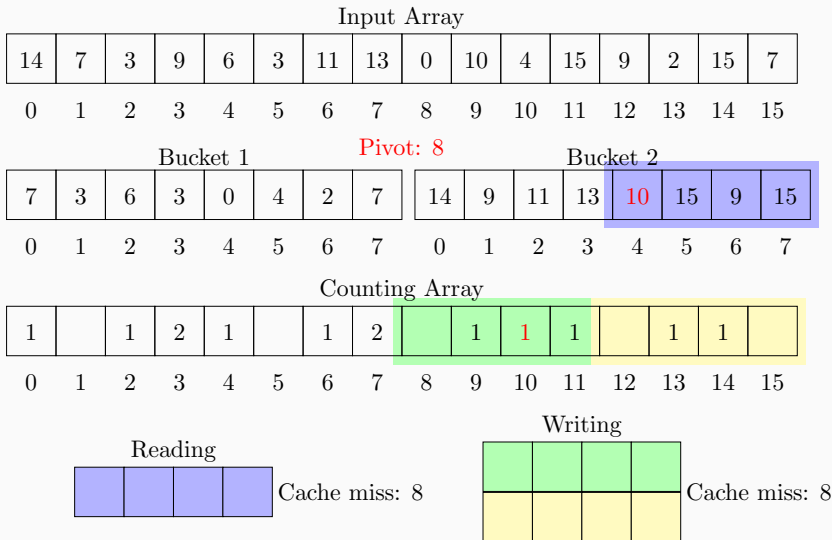 Input Array
14 7 3 9 6 3 11 13 0 10 4 15 9 2 15 7
0 1 2 3 4 5 6 7 8 9 10 11 12 13 14 15
Pivot: 8
Bucket 1 Bucket 2
7 3 6 3 0 4 2 7 14 9 11 13 10 15 9 15
0 1 2 3 4 5 6 7 0 1 2 3 4 5 6 7
Counting Array
1 1 2 1 1 2 1 1 1 1 1
0 1 2 3 4 5 6 7 8 9 10 11 12 13 14 15
Reading
Cache miss: 8
Writing
Cache miss: 8